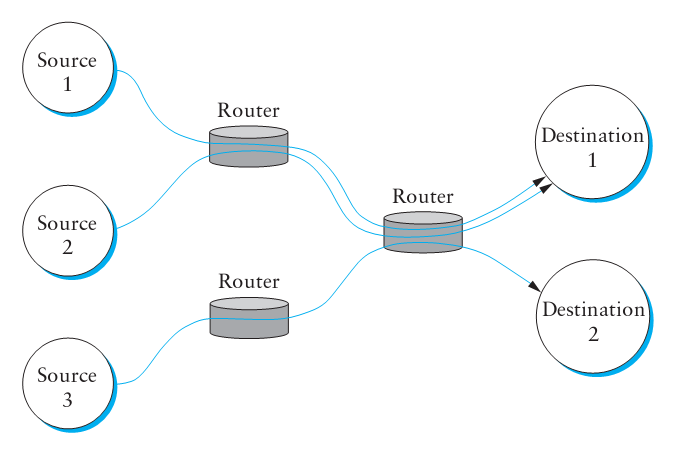 Source
1
Router
Destination
1
Source
2
Router
Router
Destination
2
Source
3